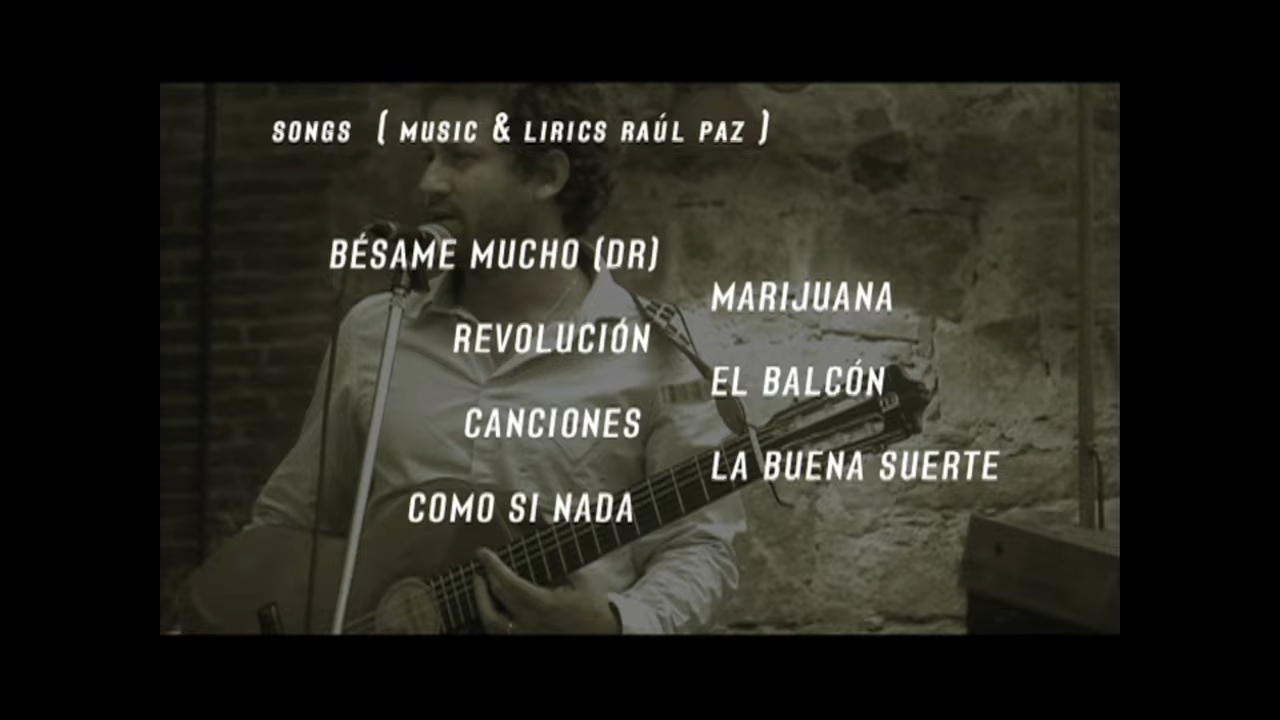 SONGS ( MUSIC & LIRICS RAÚL PAZ )
BÉSAME MUCHO (DR)
MARIJUANA
REVOLUCIÓN
EL BALCÓN
CANCIONES
LA BUENA SUERTE
COMO SI NADA